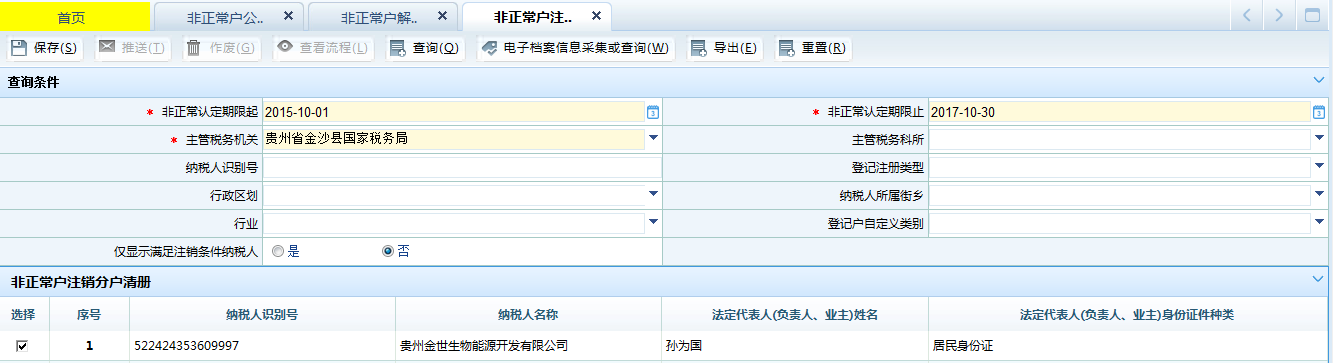 首页 非正常户公.. 非正常户解.. 非正常户注..
保存(S) 推送(T) 作废(G) 查看流程(L) 查询(Q) 电子档案信息采集或查询(W) 导出(E) 重置(R)
查询条件
* 非正常认定期限起 2015-10-01 * 非正常认定期限止 2017-10-30
* 主管税务机关 贵州省金沙县国家税务局 主管税务科所
纳税人识别号 登记注册类型
行政区划 纳税人所属街乡
行业 登记户自定义类别
仅显示满足注销条件纳税人 是 否
非正常户注销分户清册
选择 序号 纳税人识别号 纳税人名称 法定代表人(负责人、业主)姓名 法定代表人(负责人、业主)身份证件种类
1 522424353609997 贵州金世生物能源开发有限公司 孙为国 居民身份证